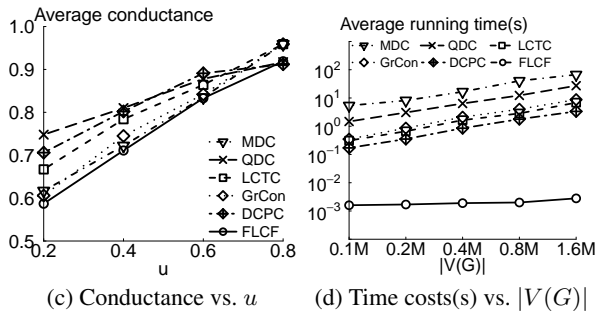 Average conductance
1.0
0.9
0.8
0.7
0.6
0.5
0.2 0.4 0.6 0.8
u
MDC
QDC
LCTC
GrCon
DCPC
FLCF
(c) Conductance vs. u
Average running time(s)
MDC QDC LCTC
GrCon DCPC FLCF
10^2
10^1
10^0
10^-1
10^-2
10^-3
0.1M 0.2M 0.4M 0.8M 1.6M
|V(G)|
(d) Time costs(s) vs. |V(G)|